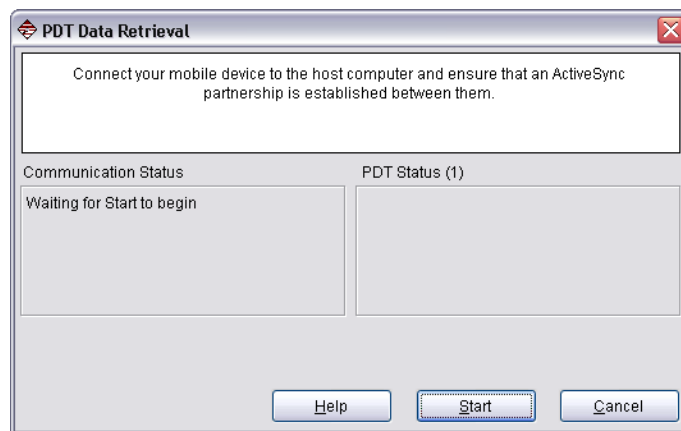 PDT Data Retrieval
Connect your mobile device to the host computer and ensure that an ActiveSync
partnership is established between them.
Communication Status
PDT Status (1)
Waiting for Start to begin
Help
Start
Cancel